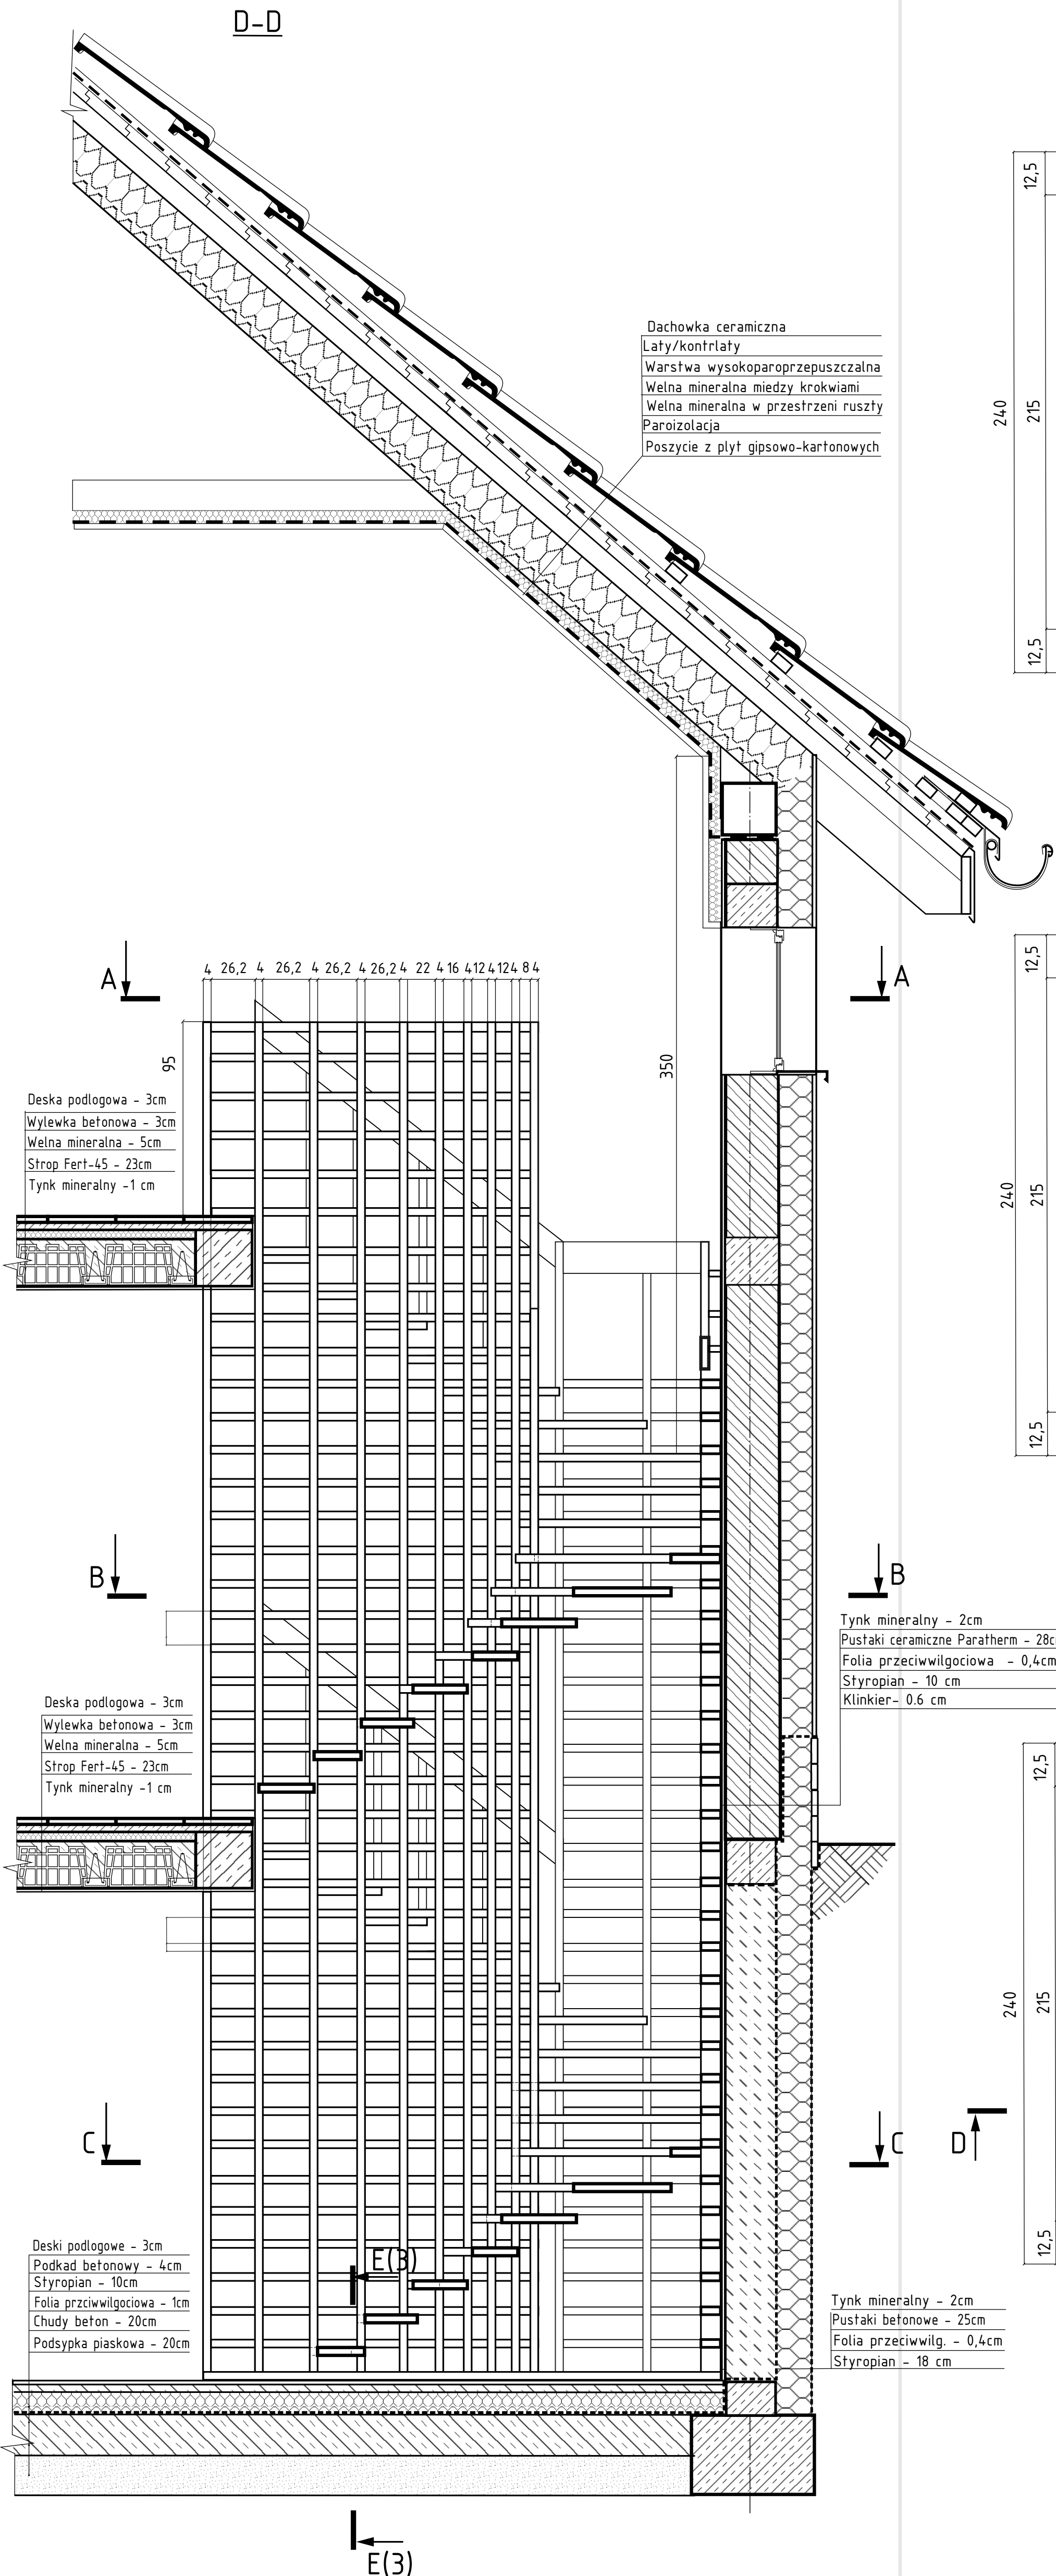 D-D
12,5
Dachowka ceramiczna
Laty/kontrlaty
Warstwa wysokoparoprzepuszczalna
Welna mineralna miedzy krokwiami
Welna mineralna w przestrzeni ruszty
Paroizolacja
Poszycie z plyt gipsowo-kartonowych
240
215
12,5
4 26,2 4 26,2 4 26,2 4 26,2 4 22 4 16 4 12 4 12 4 8 4
12,5
A
A
95
350
Deska podlogowa - 3cm
Wylewka betonowa - 3cm
Welna mineralna - 5cm
Strop Fert-45 - 23cm
Tynk mineralny -1 cm
240
215
12,5
B
B
Tynk mineralny - 2cm
Pustaki ceramiczne Paratherm - 28c
Folia przeciwwilgociowa - 0,4cm
Styropian - 10 cm
Klinkier- 0.6 cm
Deska podlogowa - 3cm
Wylewka betonowa - 3cm
Welna mineralna - 5cm
Strop Fert-45 - 23cm
Tynk mineralny -1 cm
12,5
240
215
C
C
D
12,5
Deski podlogowe - 3cm
Podkad betonowy - 4cm
Styropian - 10cm
Folia przciwwilgociowa - 1cm
Chudy beton - 20cm
Podsypka piaskowa - 20cm
E(3)
Tynk mineralny - 2cm
Pustaki betonowe - 25cm
Folia przeciwwilg. - 0,4cm
Styropian - 18 cm
E(3)